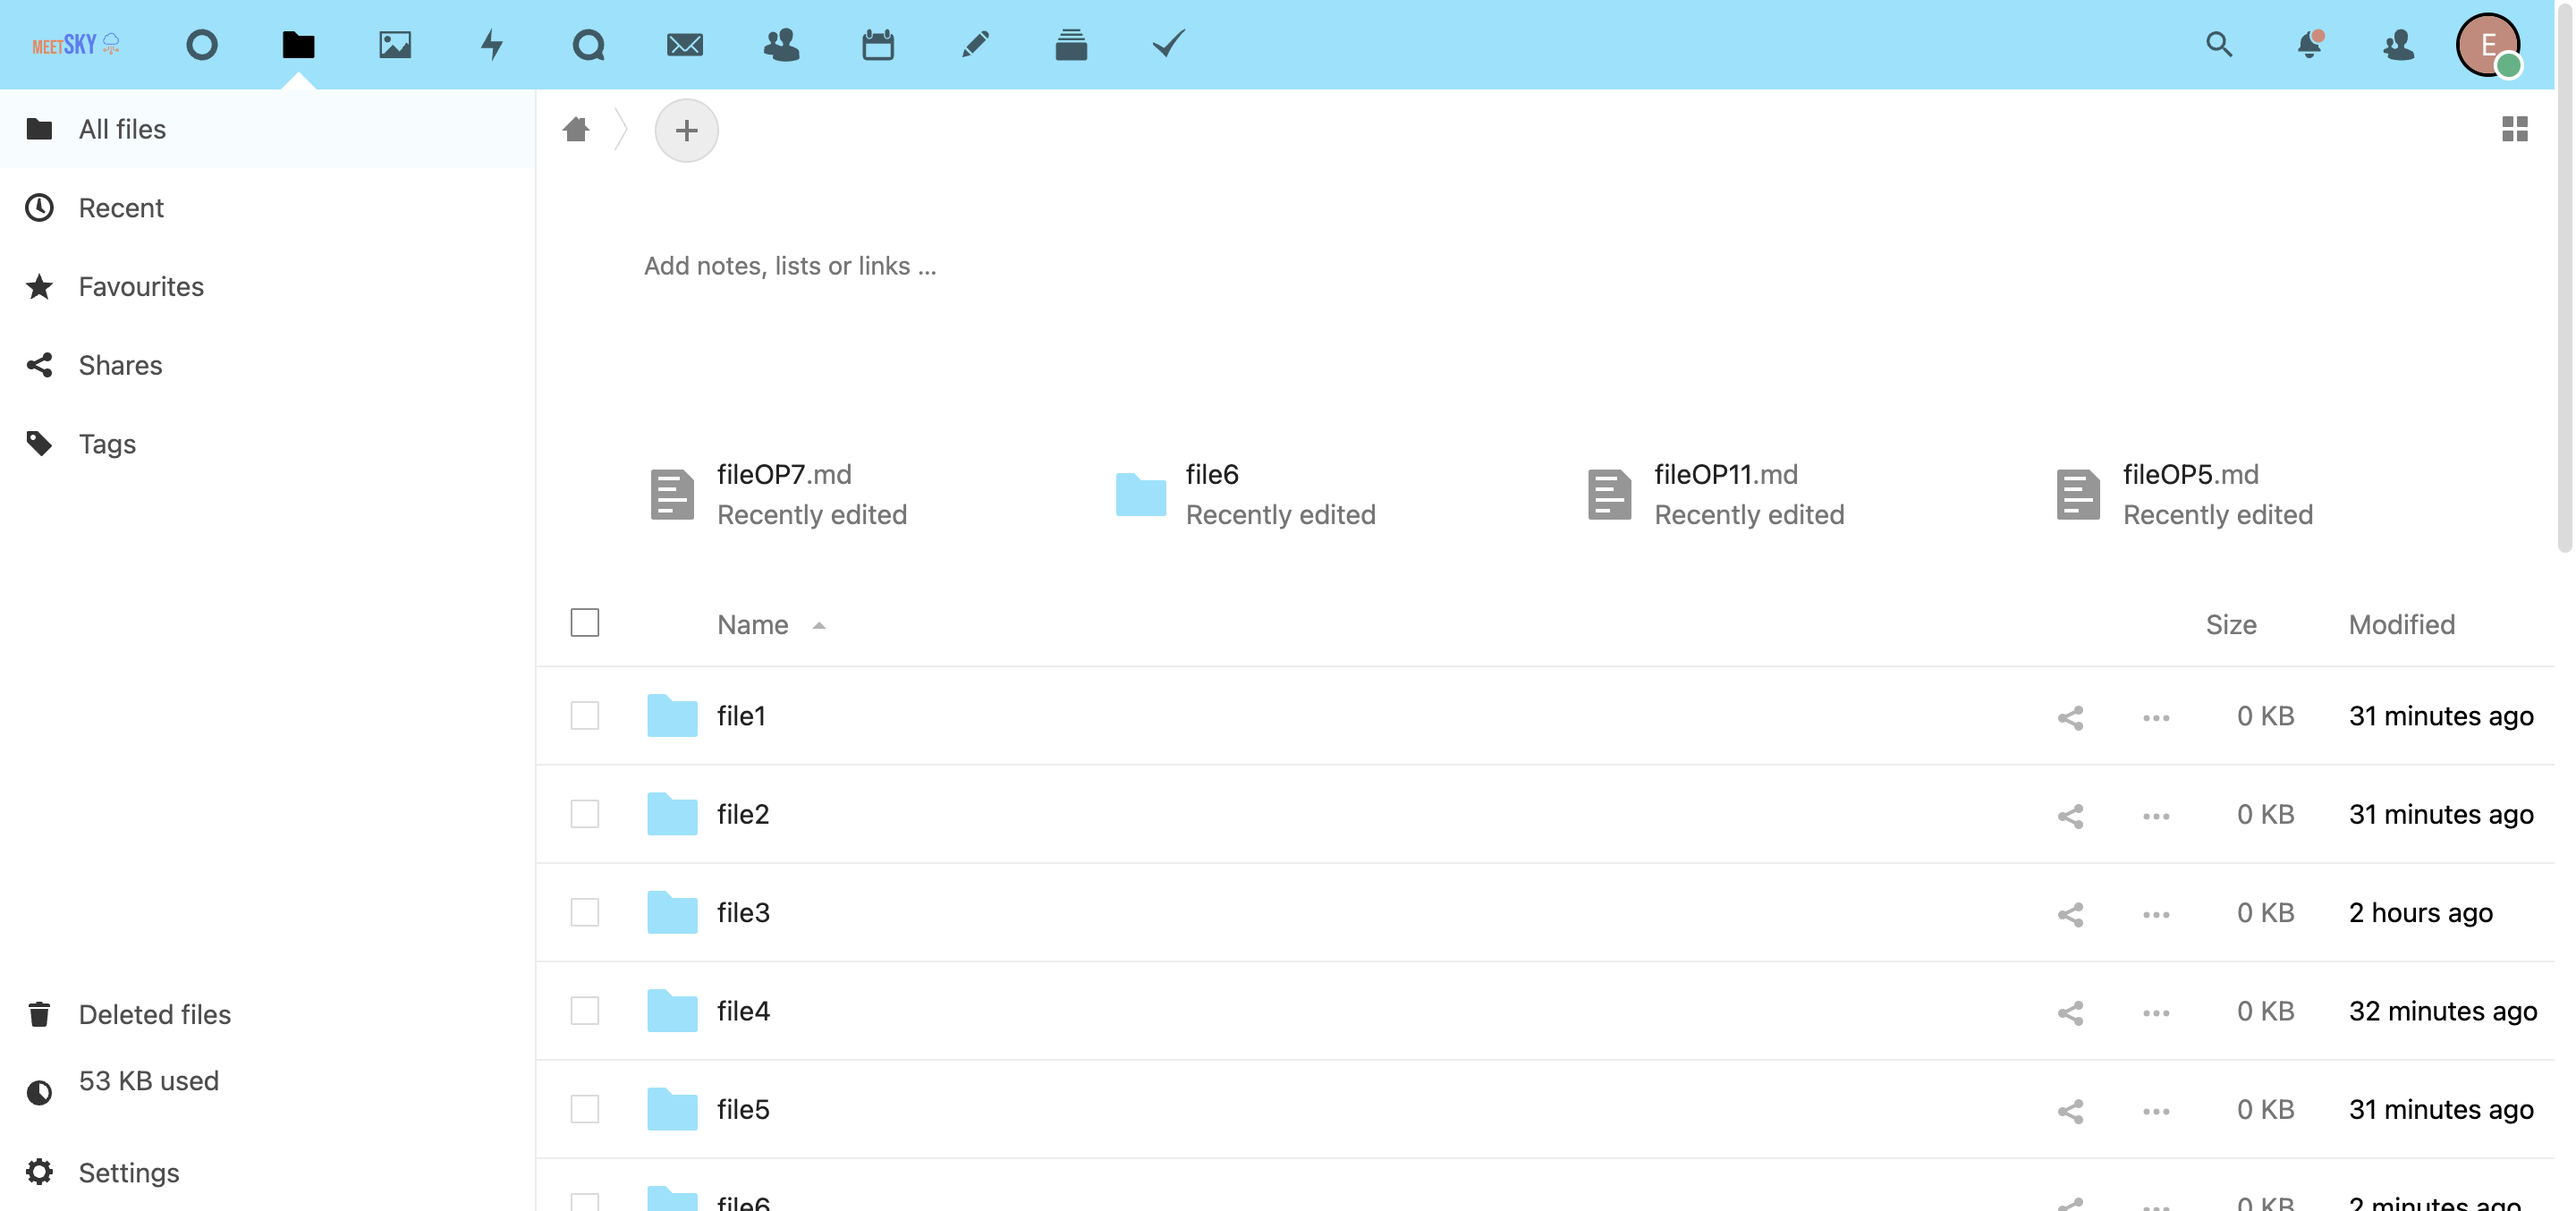 MEETSKY
E
All files
Recent
Favourites
Shares
Tags
Deleted files
53 KB used
Settings
Add notes, lists or links ...
fileOP7.md
Recently edited
file6
Recently edited
fileOP11.md
Recently edited
fileOP5.md
Recently edited
Name Size Modified
file1 0 KB 31 minutes ago
file2 0 KB 31 minutes ago
file3 0 KB 2 hours ago
file4 0 KB 32 minutes ago
file5 0 KB 31 minutes ago
file6 0 KB 2 minutes ago